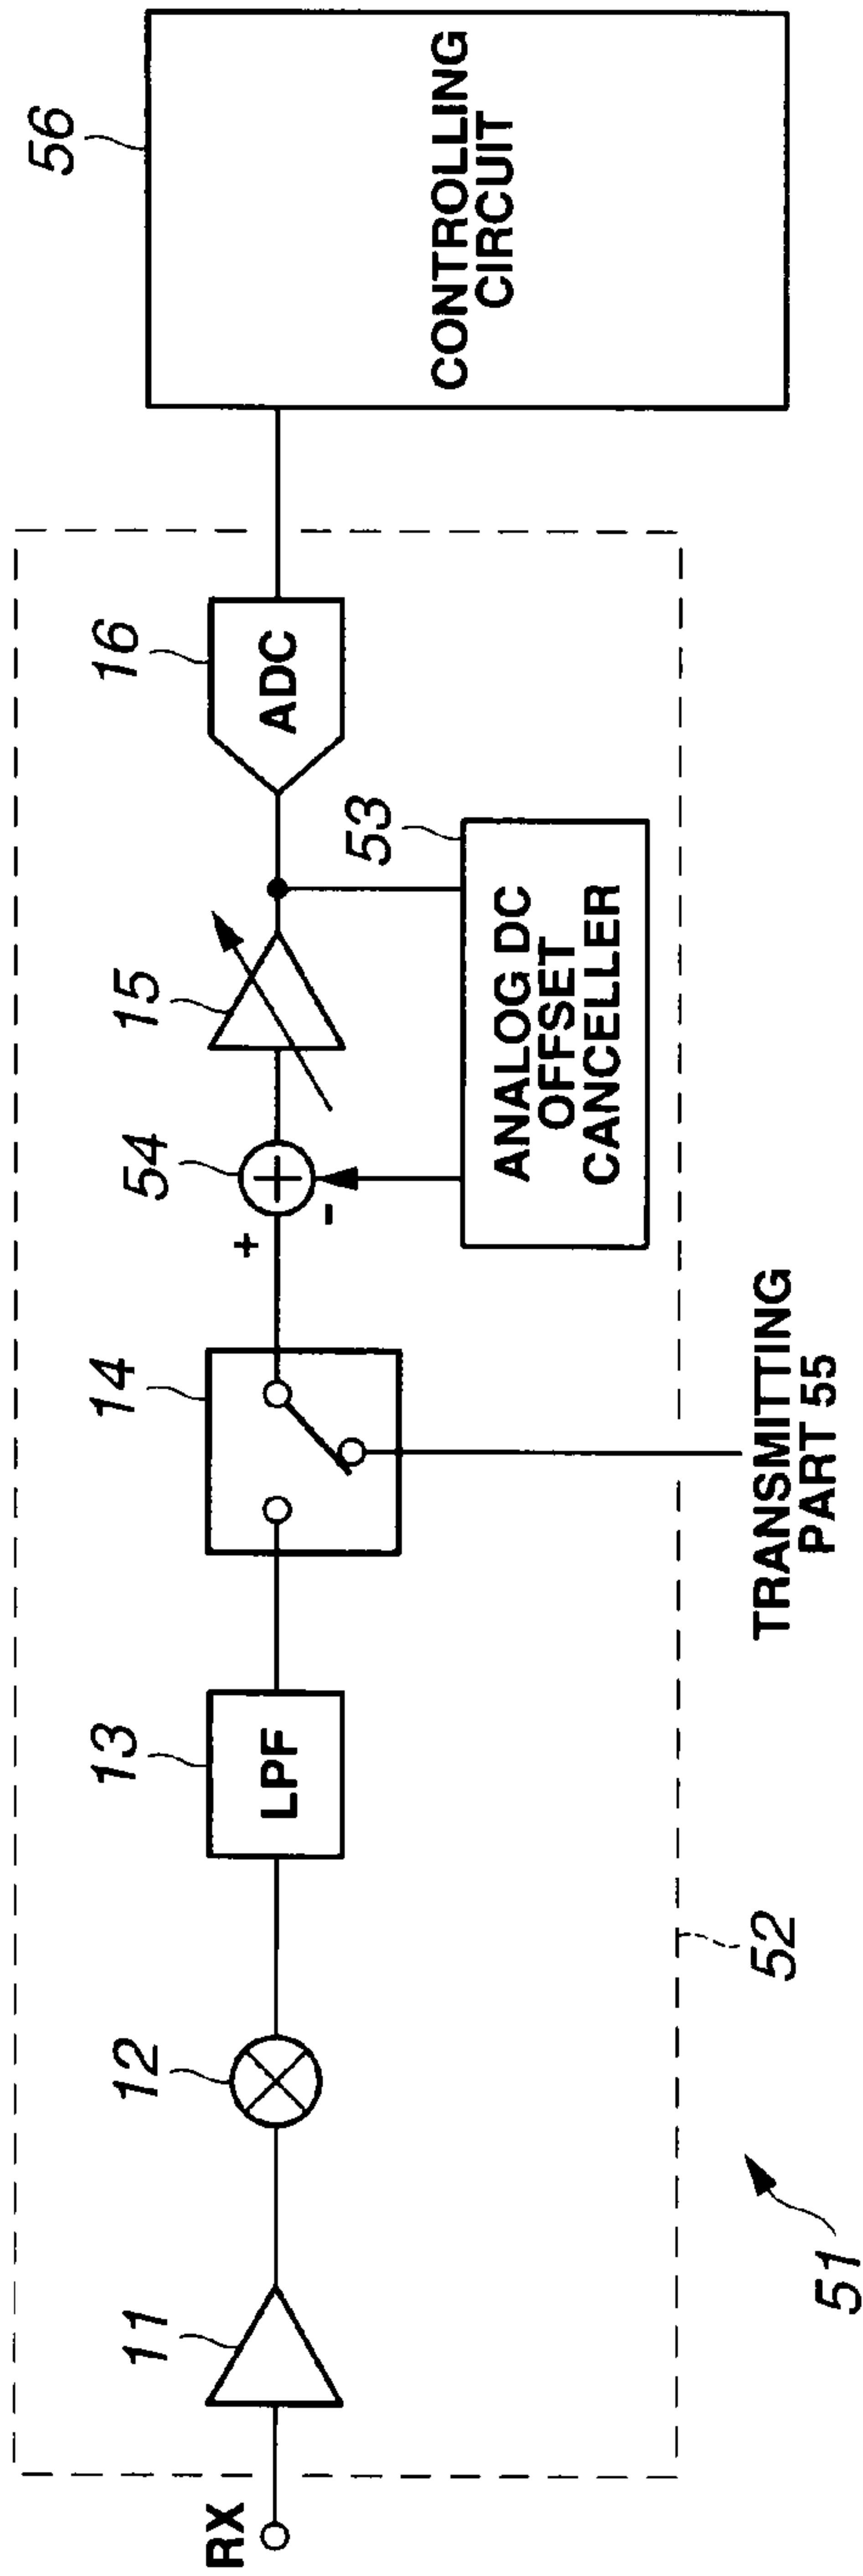 RX
11
12
13
LPF
14
54
+
-
15
16
ADC
53
ANALOG DC
OFFSET
CANCELLER
56
CONTROLLING
CIRCUIT
TRANSMITTING
PART 55
52
51